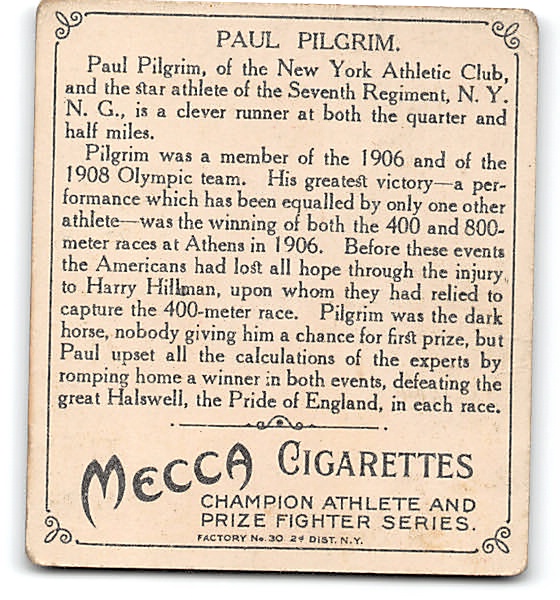 PAUL PILGRIM.
Paul Pilgrim, of the New York Athletic Club,
and the star athlete of the Seventh Regiment, N. Y.
N. G., is a clever runner at both the quarter and
half miles.
Pilgrim was a member of the 1906 and of the
1908 Olympic team. His greatest victory—a per-
formance which has been equalled by only one other
athlete—was the winning of both the 400 and 800-
meter races at Athens in 1906. Before these events
the Americans had lost all hope through the injury
to Harry Hillman, upon whom they had relied to
capture the 400-meter race. Pilgrim was the dark
horse, nobody giving him a chance for first prize, but
Paul upset all the calculations of the experts by
romping home a winner in both events, defeating the
great Halswell, the Pride of England, in each race.
MECCA CIGARETTES
CHAMPION ATHLETE AND
PRIZE FIGHTER SERIES.
FACTORY No. 30 2d DIST. N.Y.